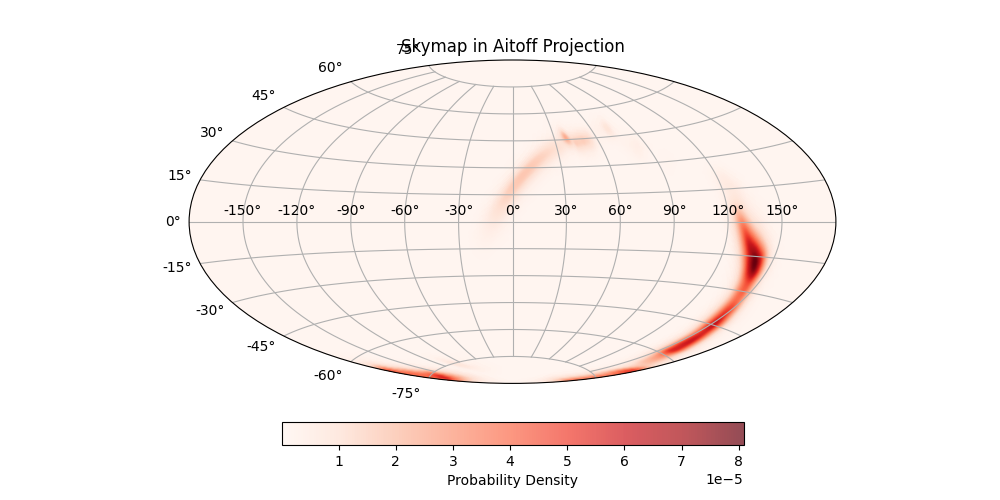 75°
Skymap in Aitoff Projection
60°
45°
30°
15°
-150° -120° -90° -60° -30° 0° 30° 60° 90° 120° 150°
0°
-15°
-30°
-45°
-60°
-75°
1 2 3 4 5 6 7 8
1e−5
Probability Density